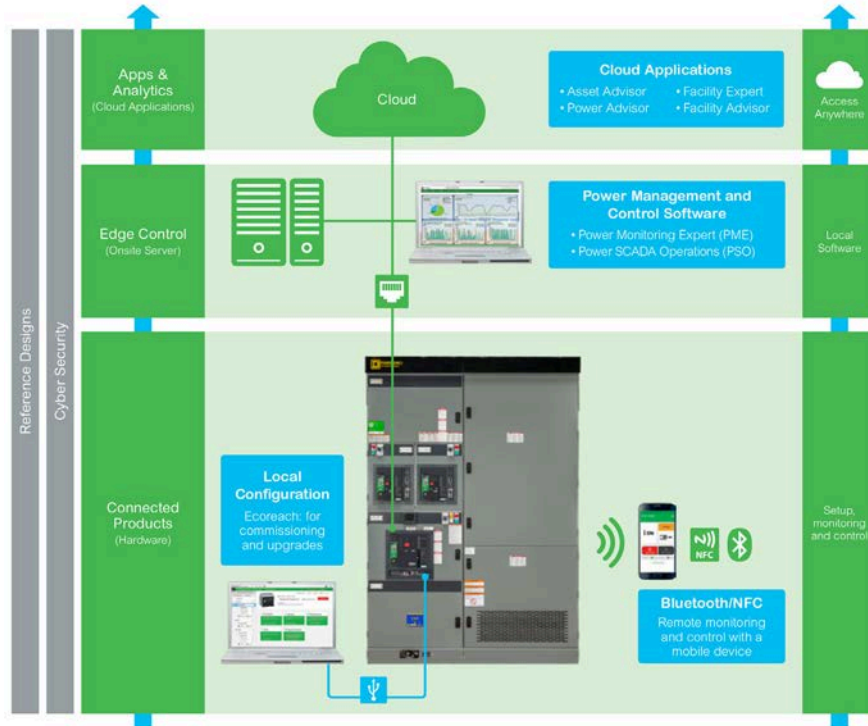 Reference Designs
Cyber Security
Apps &
Analytics
(Cloud Applications)
Cloud
Cloud Applications
• Asset Advisor
• Facility Expert
• Power Advisor
• Facility Advisor
Access
Anywhere
Edge Control
(Onsite Server)
Power Management and
Control Software
• Power Monitoring Expert (PME)
• Power SCADA Operations (PSO)
Local
Software
Connected
Products
(Hardware)
Local
Configuration
Ecoreach: for
commissioning
and upgrades
NFC
Bluetooth/NFC
Remote monitoring
and control with a
mobile device
Setup,
monitoring
and control